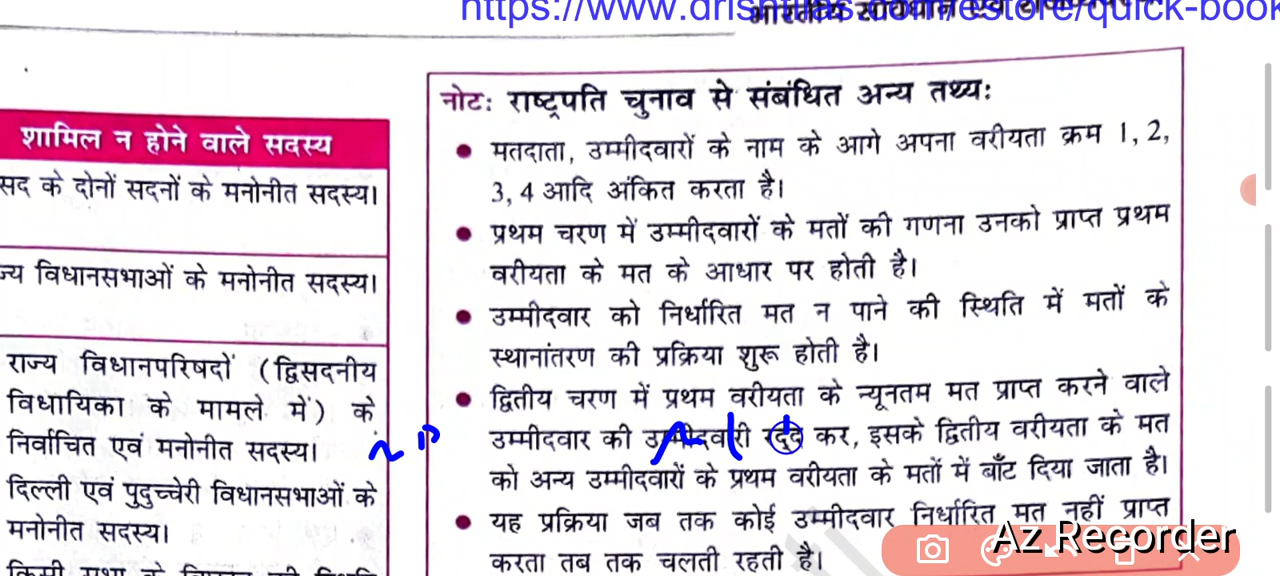 https://www.drishtiias.com/estore/quick-book
शामिल न होने वाले सदस्य
सद के दोनों सदनों के मनोनीत सदस्य।
ज्य विधानसभाओं के मनोनीत सदस्य।
राज्य विधानपरिषदों (द्विसदनीय
विधायिका के मामले में) के
निर्वाचित एवं मनोनीत सदस्य।
दिल्ली एवं पुदुच्चेरी विधानसभाओं के
मनोनीत सदस्य।
नोटः राष्ट्रपति चुनाव से संबंधित अन्य तथ्यः
● मतदाता, उम्मीदवारों के नाम के आगे अपना वरीयता क्रम 1, 2,
3, 4 आदि अंकित करता है।
● प्रथम चरण में उम्मीदवारों के मतों की गणना उनको प्राप्त प्रथम
वरीयता के मत के आधार पर होती है।
● उम्मीदवार को निर्धारित मत न पाने की स्थिति में मतों के
स्थानांतरण की प्रक्रिया शुरू होती है।
● द्वितीय चरण में प्रथम वरीयता के न्यूनतम मत प्राप्त करने वाले
उम्मीदवार की उम्मीदवारी रद्द कर, इसके द्वितीय वरीयता के मत
को अन्य उम्मीदवारों के प्रथम वरीयता के मतों में बाँट दिया जाता है।
● यह प्रक्रिया जब तक कोई उम्मीदवार निर्धारित मत नहीं प्राप्त
करता तब तक चलती रहती है।
Az Recorder